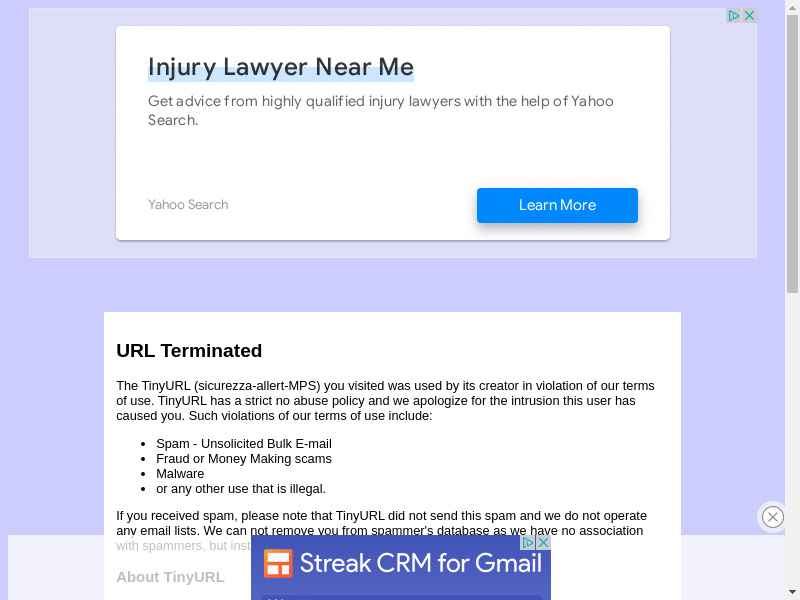 Injury Lawyer Near Me
Get advice from highly qualified injury lawyers with the help of Yahoo
Search.
Yahoo Search
Learn More
URL Terminated
The TinyURL (sicurezza-allert-MPS) you visited was used by its creator in violation of our terms
of use. TinyURL has a strict no abuse policy and we apologize for the intrusion this user has
caused you. Such violations of our terms of use include:
• Spam - Unsolicited Bulk E-mail
• Fraud or Money Making scams
• Malware
• or any other use that is illegal.
If you received spam, please note that TinyURL did not send this spam and we do not operate
any email lists. We can not remove you from spammer's database as we have no association
with spammers, but inst
Streak CRM for Gmail
About TinyURL